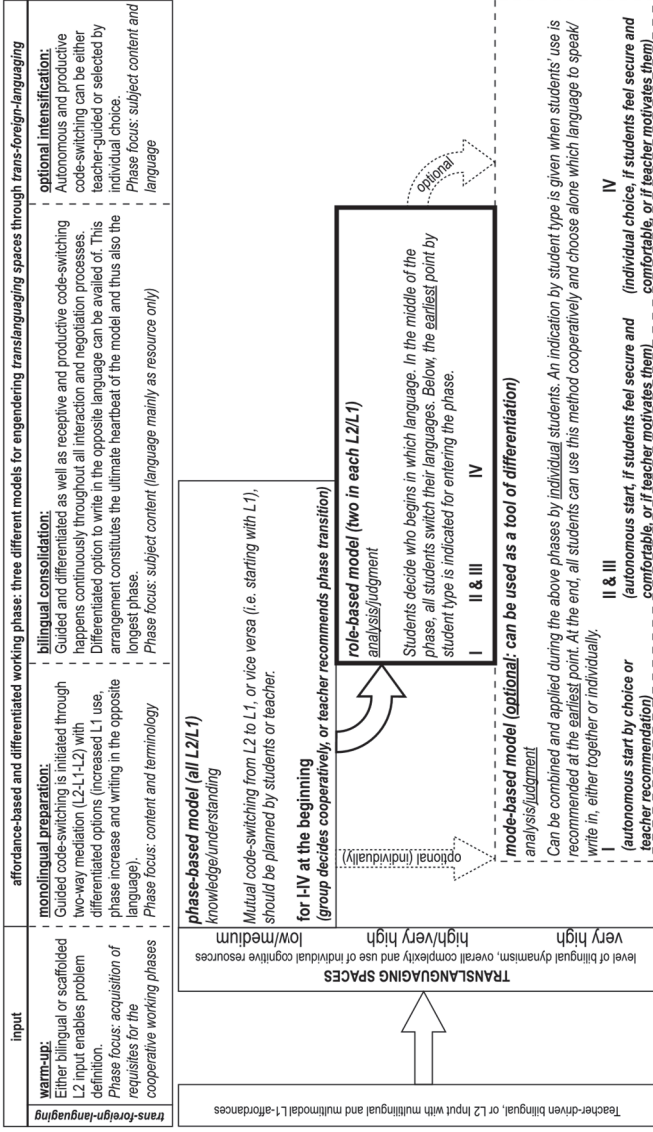 input
affordance-based and differentiated working phase: three different models for engendering translanguaging spaces through trans-foreign-languaging
trans-foreign-languaging
warm-up:
Either bilingual or scaffolded
L2 input enables problem
definition.
Phase focus: acquisition of
requisites for the
cooperative working phases
monolingual preparation:
Guided code-switching is initiated through
two-way mediation (L2-L1-L2) with
differentiated options (increased L1 use,
phase increase and writing in the opposite
language).
Phase focus: content and terminology
bilingual consolidation:
Guided and differentiated as well as receptive and productive code-switching
happens continuously throughout all interaction and negotiation processes.
Differentiated option to write in the opposite language can be availed of. This
arrangement constitutes the ultimate heartbeat of the model and thus also the
longest phase.
Phase focus: subject content (language mainly as resource only)
optional intensification:
Autonomous and productive
code-switching can be either
teacher-guided or selected by
individual choice.
Phase focus: subject content and
language
Teacher-driven bilingual, or L2 Input with multilingual and multimodal L1-affordances
TRANSLANGUAGING SPACES
level of bilingual dynamism, overall complexity and use of individual cognitive resources
low/medium
high/very high
very high
phase-based model (all L2/L1)
knowledge/understanding
Mutual code-switching from L2 to L1, or vice versa (i.e. starting with L1),
should be planned by students or teacher.
for I-IV at the beginning
(group decides cooperatively, or teacher recommends phase transition)
optional (individually)
role-based model (two in each L2/L1)
analysis/judgment
Students decide who begins in which language. In the middle of the
phase, all students switch their languages. Below, the earliest point by
student type is indicated for entering the phase.
I II & III IV
optional
mode-based model (optional: can be used as a tool of differentiation)
analysis/judgment
Can be combined and applied during the above phases by individual students. An indication by student type is given when students' use is
recommended at the earliest point. At the end, all students can use this method cooperatively and choose alone which language to speak/
write in, either together or individually.
I II & III IV
(autonomous start by choice or
teacher recommendation)
(autonomous start, if students feel secure and
comfortable, or if teacher motivates them)
(individual choice, if students feel secure and
comfortable, or if teacher motivates them)